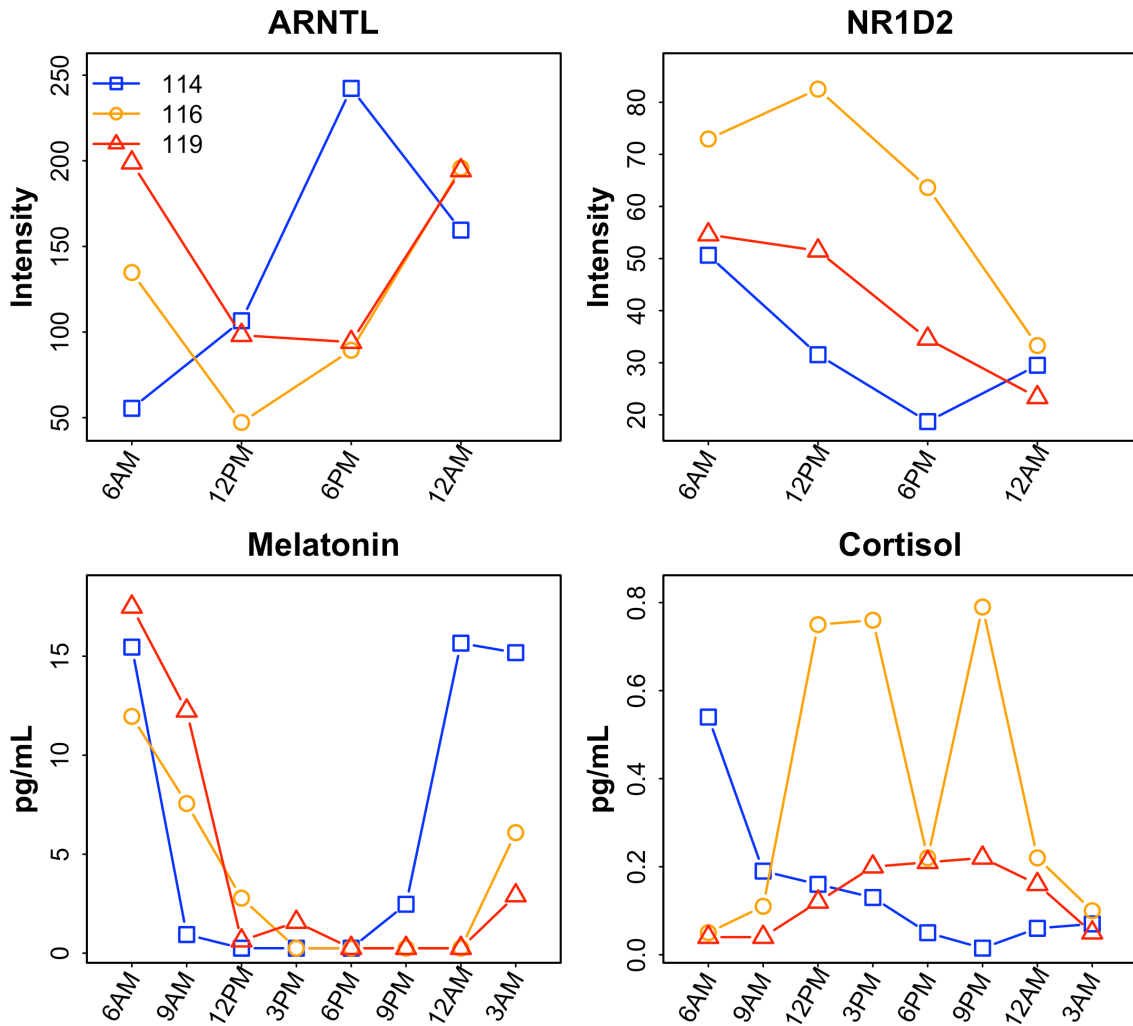 ARNTL
Intensity
250
200
150
100
50
114
116
119
6AM
12PM
6PM
12AM
NR1D2
Intensity
80
70
60
50
40
30
20
6AM
12PM
6PM
12AM
Melatonin
pg/mL
15
10
5
0
6AM
9AM
12PM
3PM
6PM
9PM
12AM
3AM
Cortisol
pg/mL
0.8
0.6
0.4
0.2
0.0
6AM
9AM
12PM
3PM
6PM
9PM
12AM
3AM